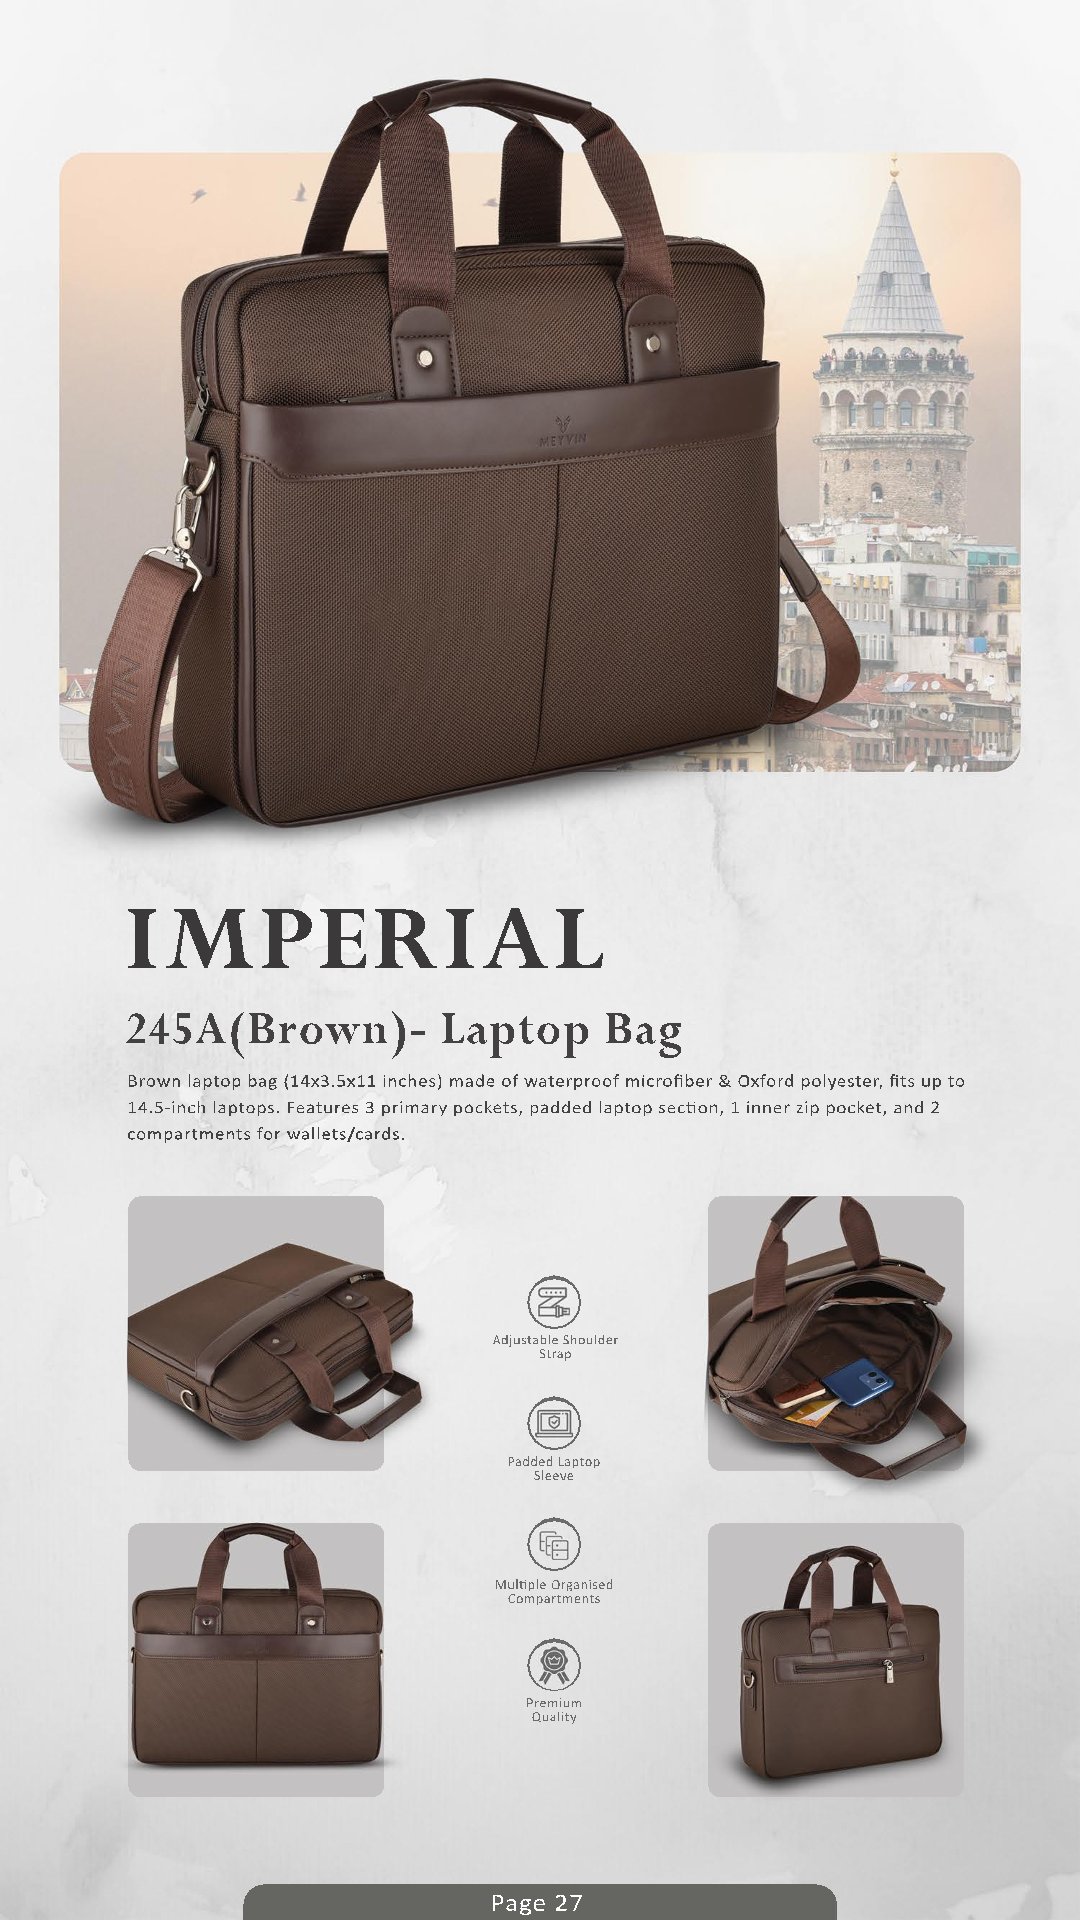 MEYVIN
MEYVIN
IMPERIAL
245A(Brown)- Laptop Bag
Brown laptop bag (14x3.5x11 inches) made of waterproof microfiber & Oxford polyester, fits up to
14.5-inch laptops. Features 3 primary pockets, padded laptop section, 1 inner zip pocket, and 2
compartments for wallets/cards.
Adjustable Shoulder
Strap
Padded Laptop
Sleeve
Multiple Organised
Compartments
Premium
Quality
Page 27